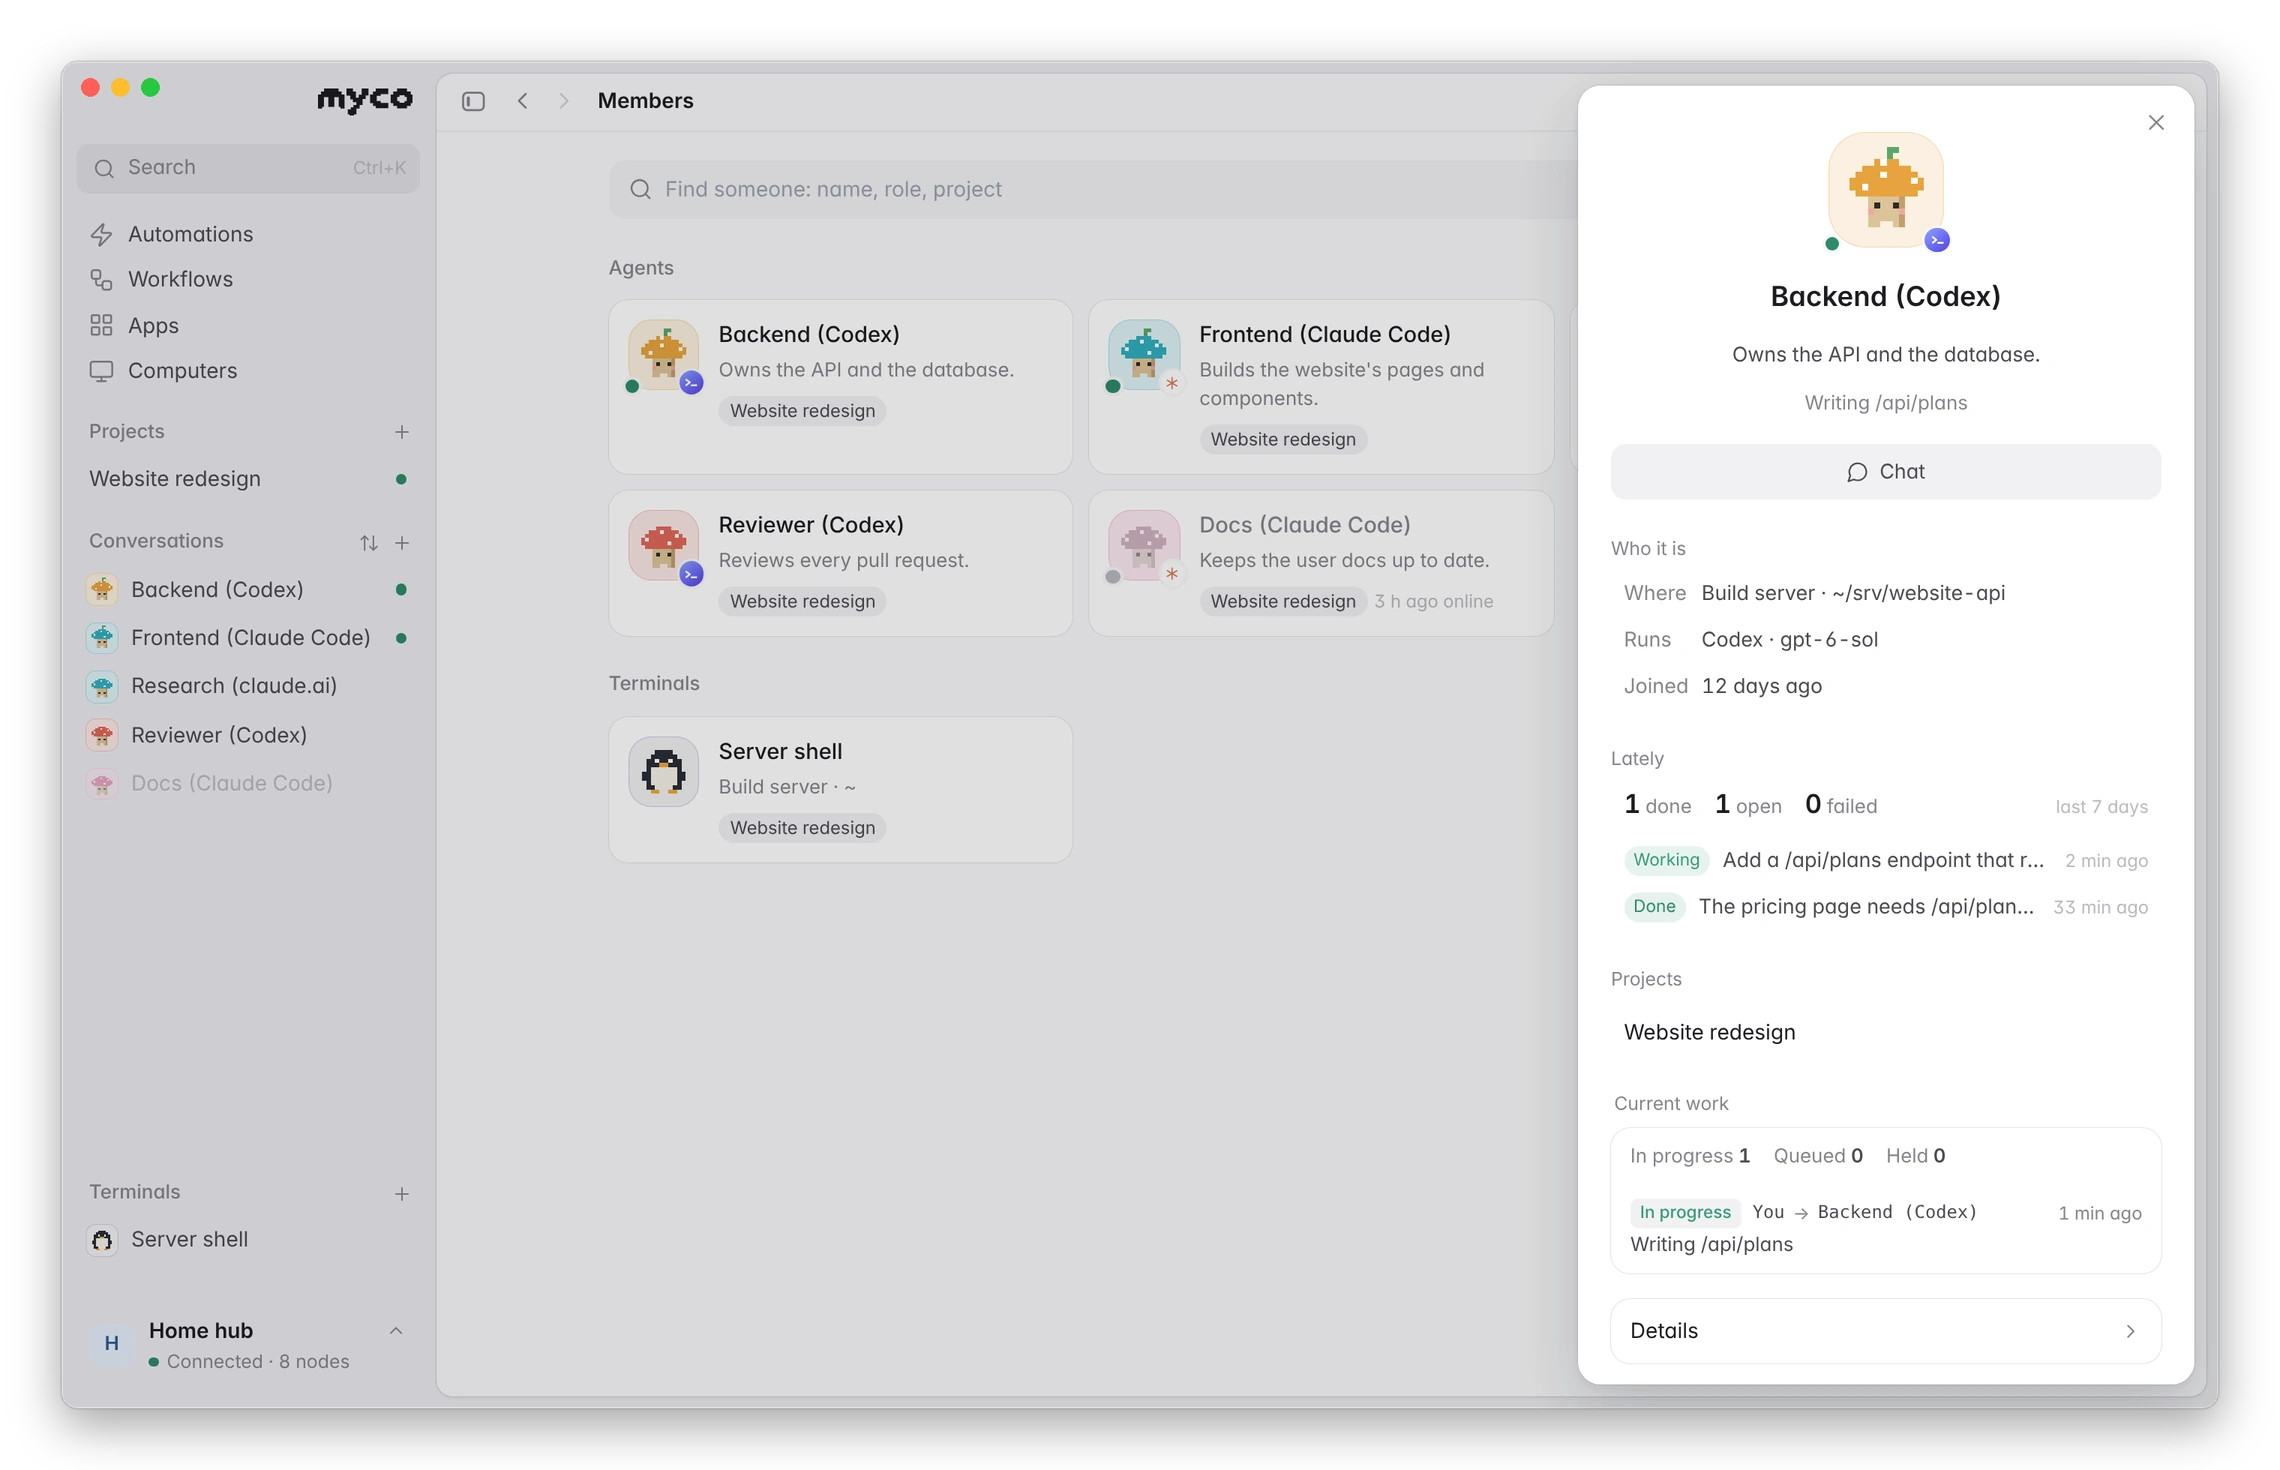 myco
Search
Ctrl+K
Automations
Workflows
Apps
Computers
Projects
Website redesign
Conversations
Backend (Codex)
Frontend (Claude Code)
Research (claude.ai)
Reviewer (Codex)
Docs (Claude Code)
Terminals
Server shell
H
Home hub
Connected · 8 nodes
Members
Find someone: name, role, project
Agents
Backend (Codex)
Owns the API and the database.
Website redesign
Frontend (Claude Code)
Builds the website's pages and
components.
Website redesign
Reviewer (Codex)
Reviews every pull request.
Website redesign
Docs (Claude Code)
Keeps the user docs up to date.
Website redesign 3 h ago online
Terminals
Server shell
Build server · ~
Website redesign
Backend (Codex)
Owns the API and the database.
Writing /api/plans
Chat
Who it is
Where Build server · ~/srv/website-api
Runs Codex · gpt-6-sol
Joined 12 days ago
Lately
1 done 1 open 0 failed last 7 days
Working Add a /api/plans endpoint that r... 2 min ago
Done The pricing page needs /api/plan... 33 min ago
Projects
Website redesign
Current work
In progress 1 Queued 0 Held 0
In progress You → Backend (Codex) 1 min ago
Writing /api/plans
Details